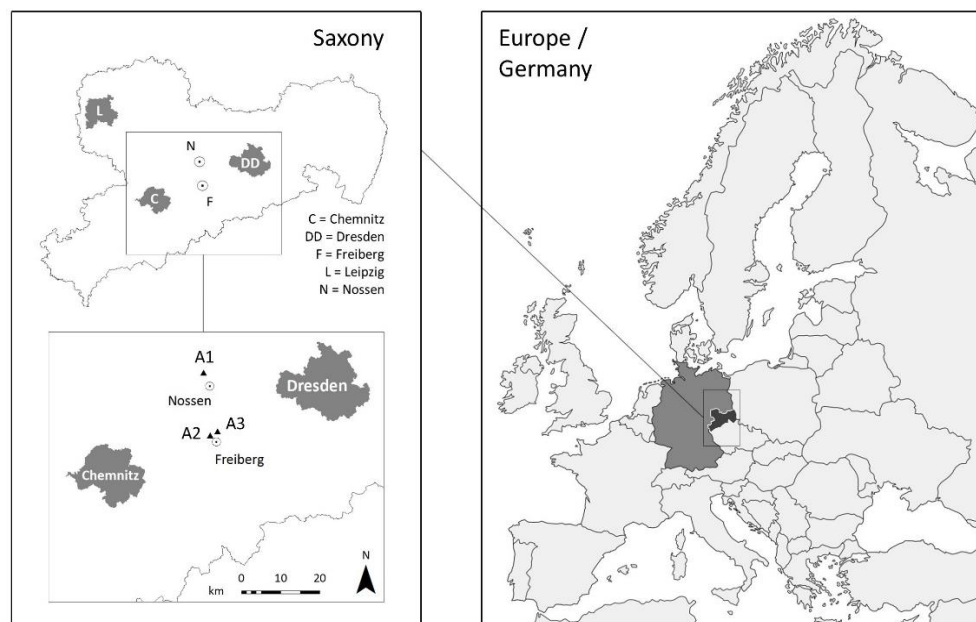 Saxony
L
N
DD
C
F
C = Chemnitz
DD = Dresden
F = Freiberg
L = Leipzig
N = Nossen
A1
Dresden
Nossen
A2 A3
Freiberg
Chemnitz
N
0 10 20
km
Europe /
Germany